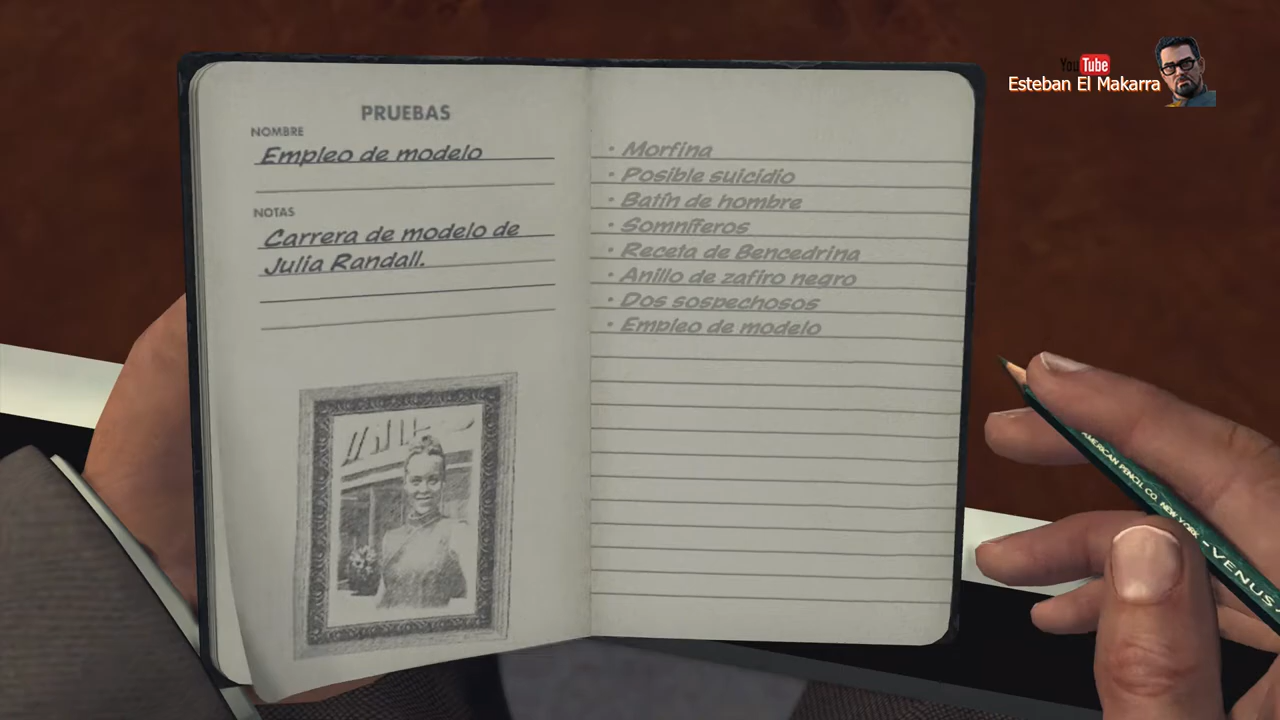 YouTube
Esteban El Makarra
PRUEBAS
NOMBRE
Empleo de modelo
NOTAS
Carrera de modelo de
Julia Randall.
• Morfina
• Posible suicidio
• Batín de hombre
• Somníferos
• Receta de Bencedrina
• Anillo de zafiro negro
• Dos sospechosos
• Empleo de modelo
AMERICAN PENCIL CO. NEW YORK - VENUS